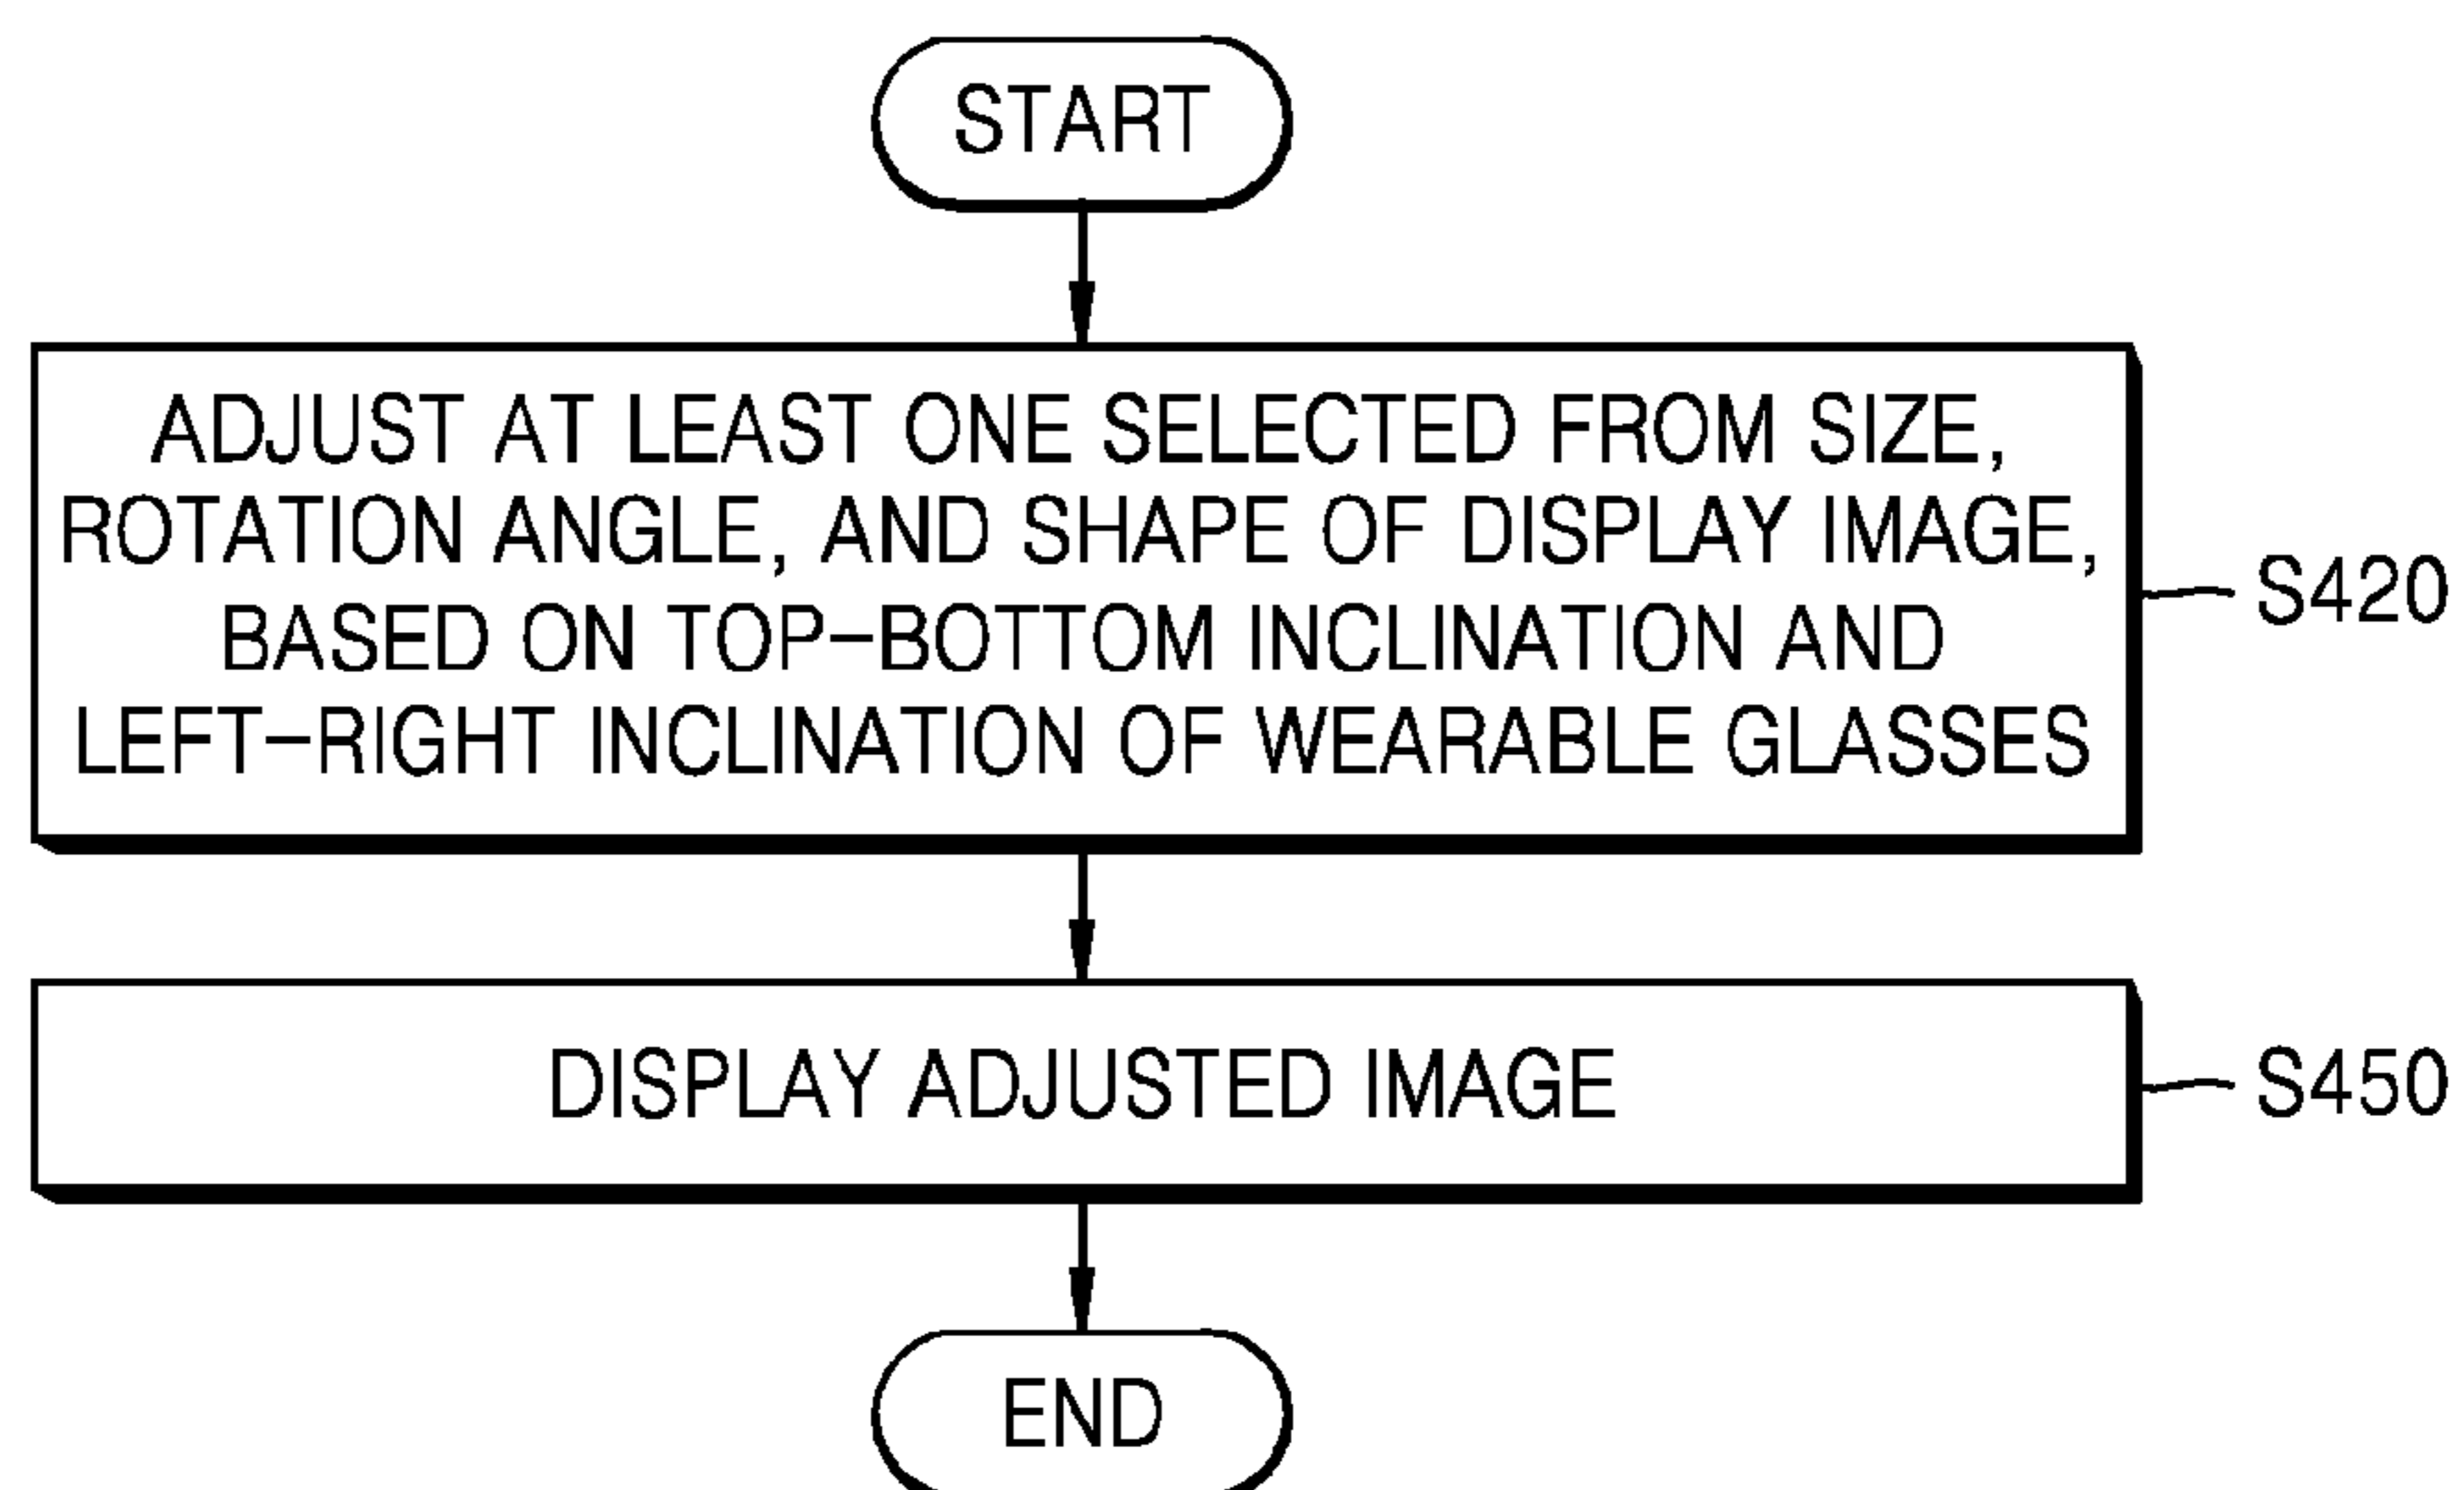 START
ADJUST AT LEAST ONE SELECTED FROM SIZE,
ROTATION ANGLE, AND SHAPE OF DISPLAY IMAGE,
BASED ON TOP-BOTTOM INCLINATION AND
LEFT-RIGHT INCLINATION OF WEARABLE GLASSES
S420
DISPLAY ADJUSTED IMAGE
S450
END